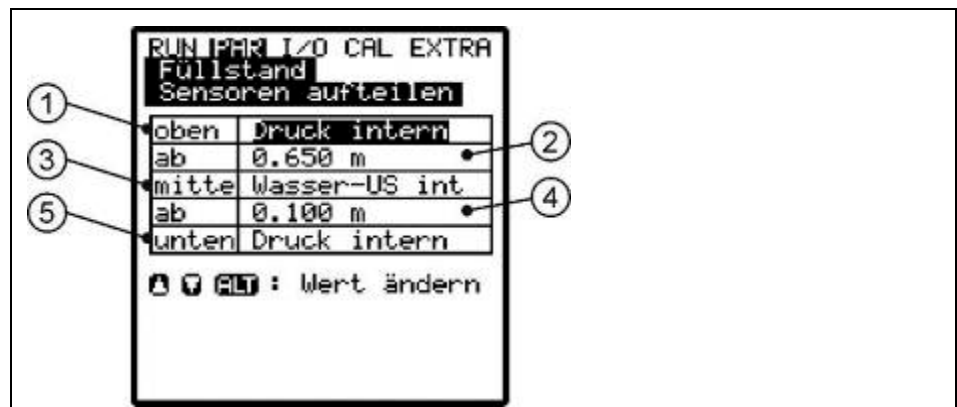 RUN PAR I/O CAL EXTRA
Füllstand
Sensoren aufteilen
1
oben Druck intern
2
ab 0.650 m
3
mitte Wasser-US int
4
ab 0.100 m
5
unten Druck intern
ALT : Wert ändern